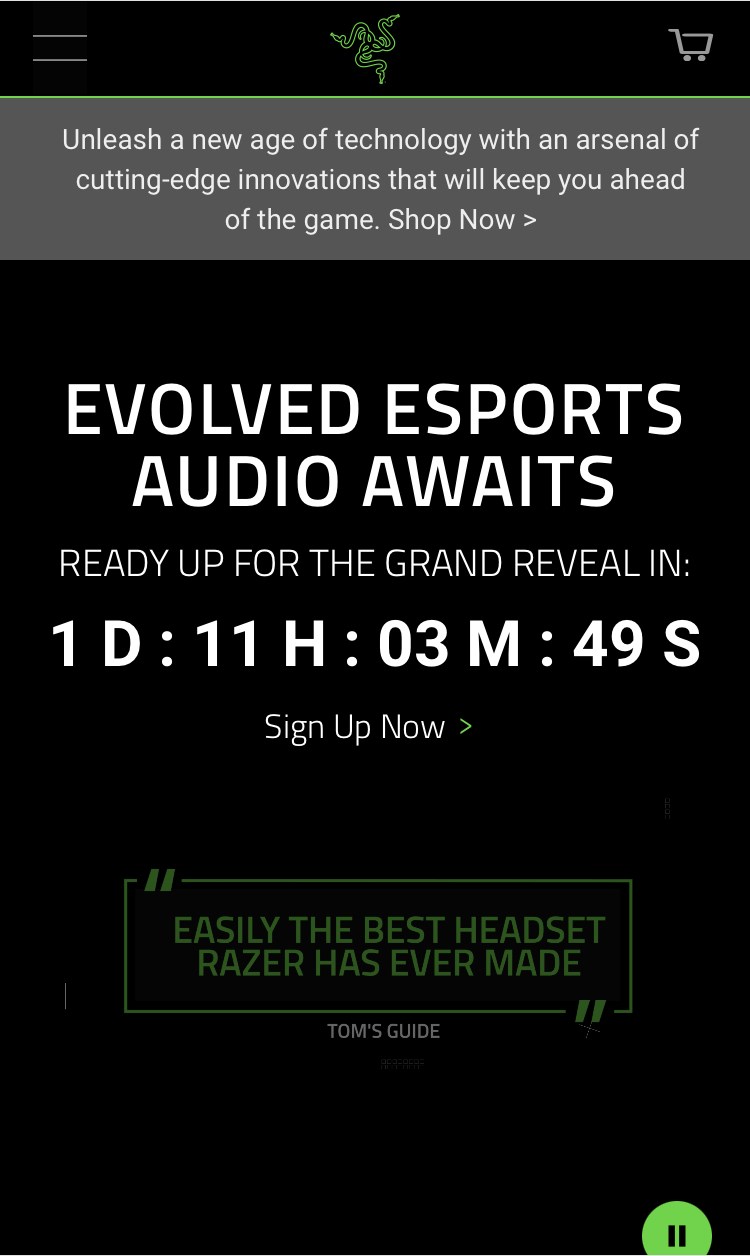 Unleash a new age of technology with an arsenal of
cutting-edge innovations that will keep you ahead
of the game. Shop Now >
EVOLVED ESPORTS
AUDIO AWAITS
READY UP FOR THE GRAND REVEAL IN:
1 D : 11 H : 03 M : 49 S
Sign Up Now >
"EASILY THE BEST HEADSET
RAZER HAS EVER MADE"
TOM'S GUIDE